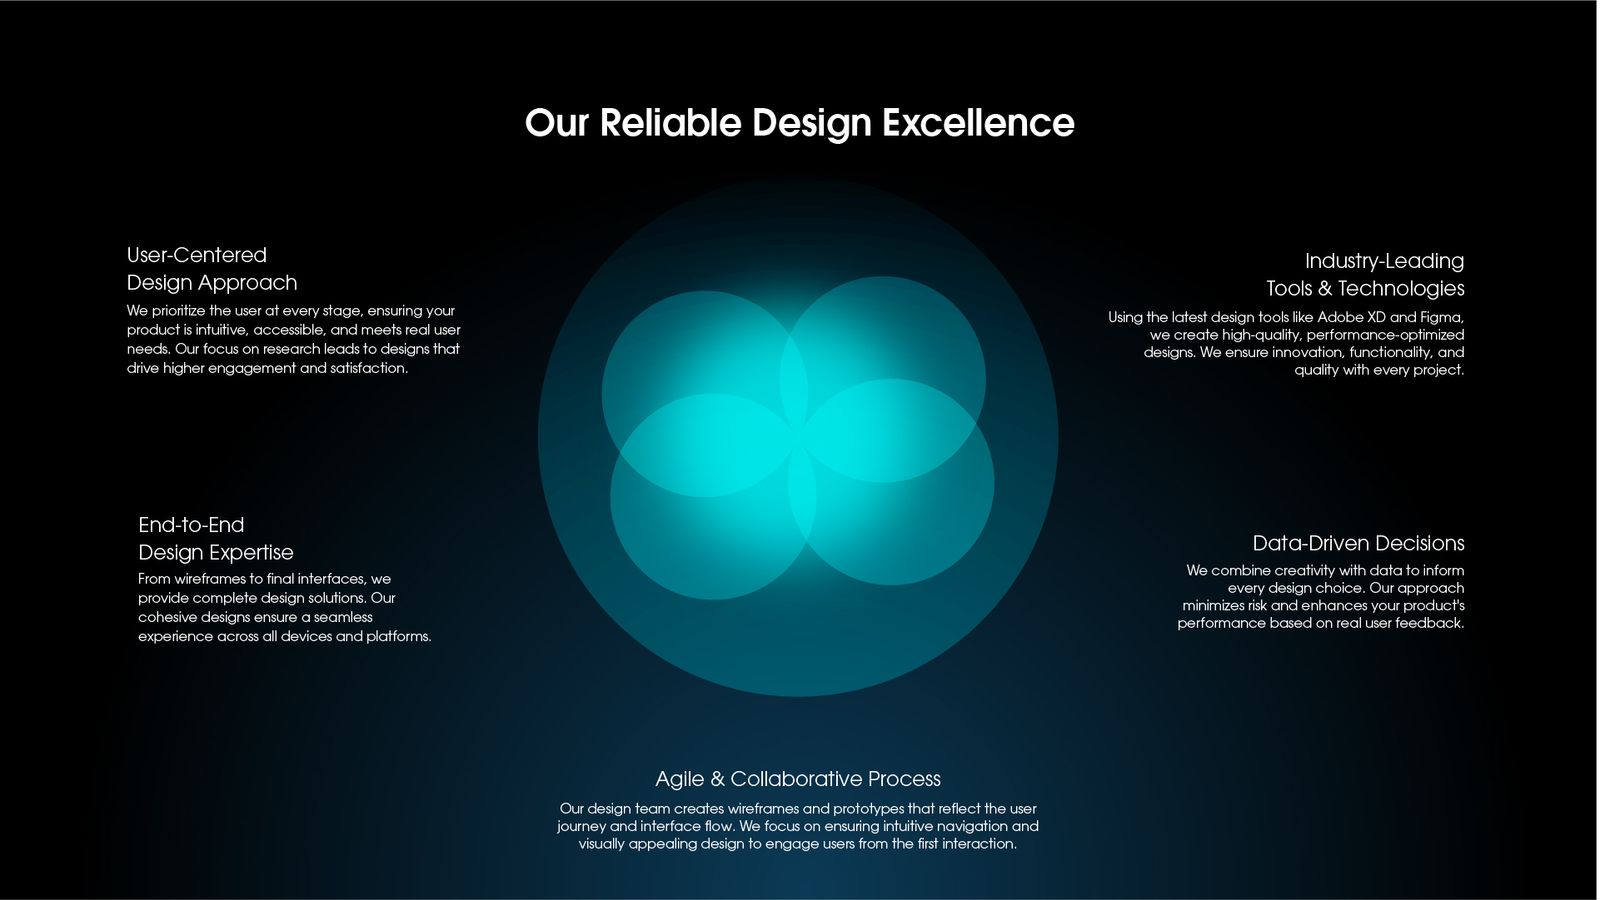 Our Reliable Design Excellence
User-Centered
Design Approach
We prioritize the user at every stage, ensuring your
product is intuitive, accessible, and meets real user
needs. Our focus on research leads to designs that
drive higher engagement and satisfaction.
Industry-Leading
Tools & Technologies
Using the latest design tools like Adobe XD and Figma,
we create high-quality, performance-optimized
designs. We ensure innovation, functionality, and
quality with every project.
End-to-End
Design Expertise
From wireframes to final interfaces, we
provide complete design solutions. Our
cohesive designs ensure a seamless
experience across all devices and platforms.
Data-Driven Decisions
We combine creativity with data to inform
every design choice. Our approach
minimizes risk and enhances your product's
performance based on real user feedback.
Agile & Collaborative Process
Our design team creates wireframes and prototypes that reflect the user
journey and interface flow. We focus on ensuring intuitive navigation and
visually appealing design to engage users from the first interaction.